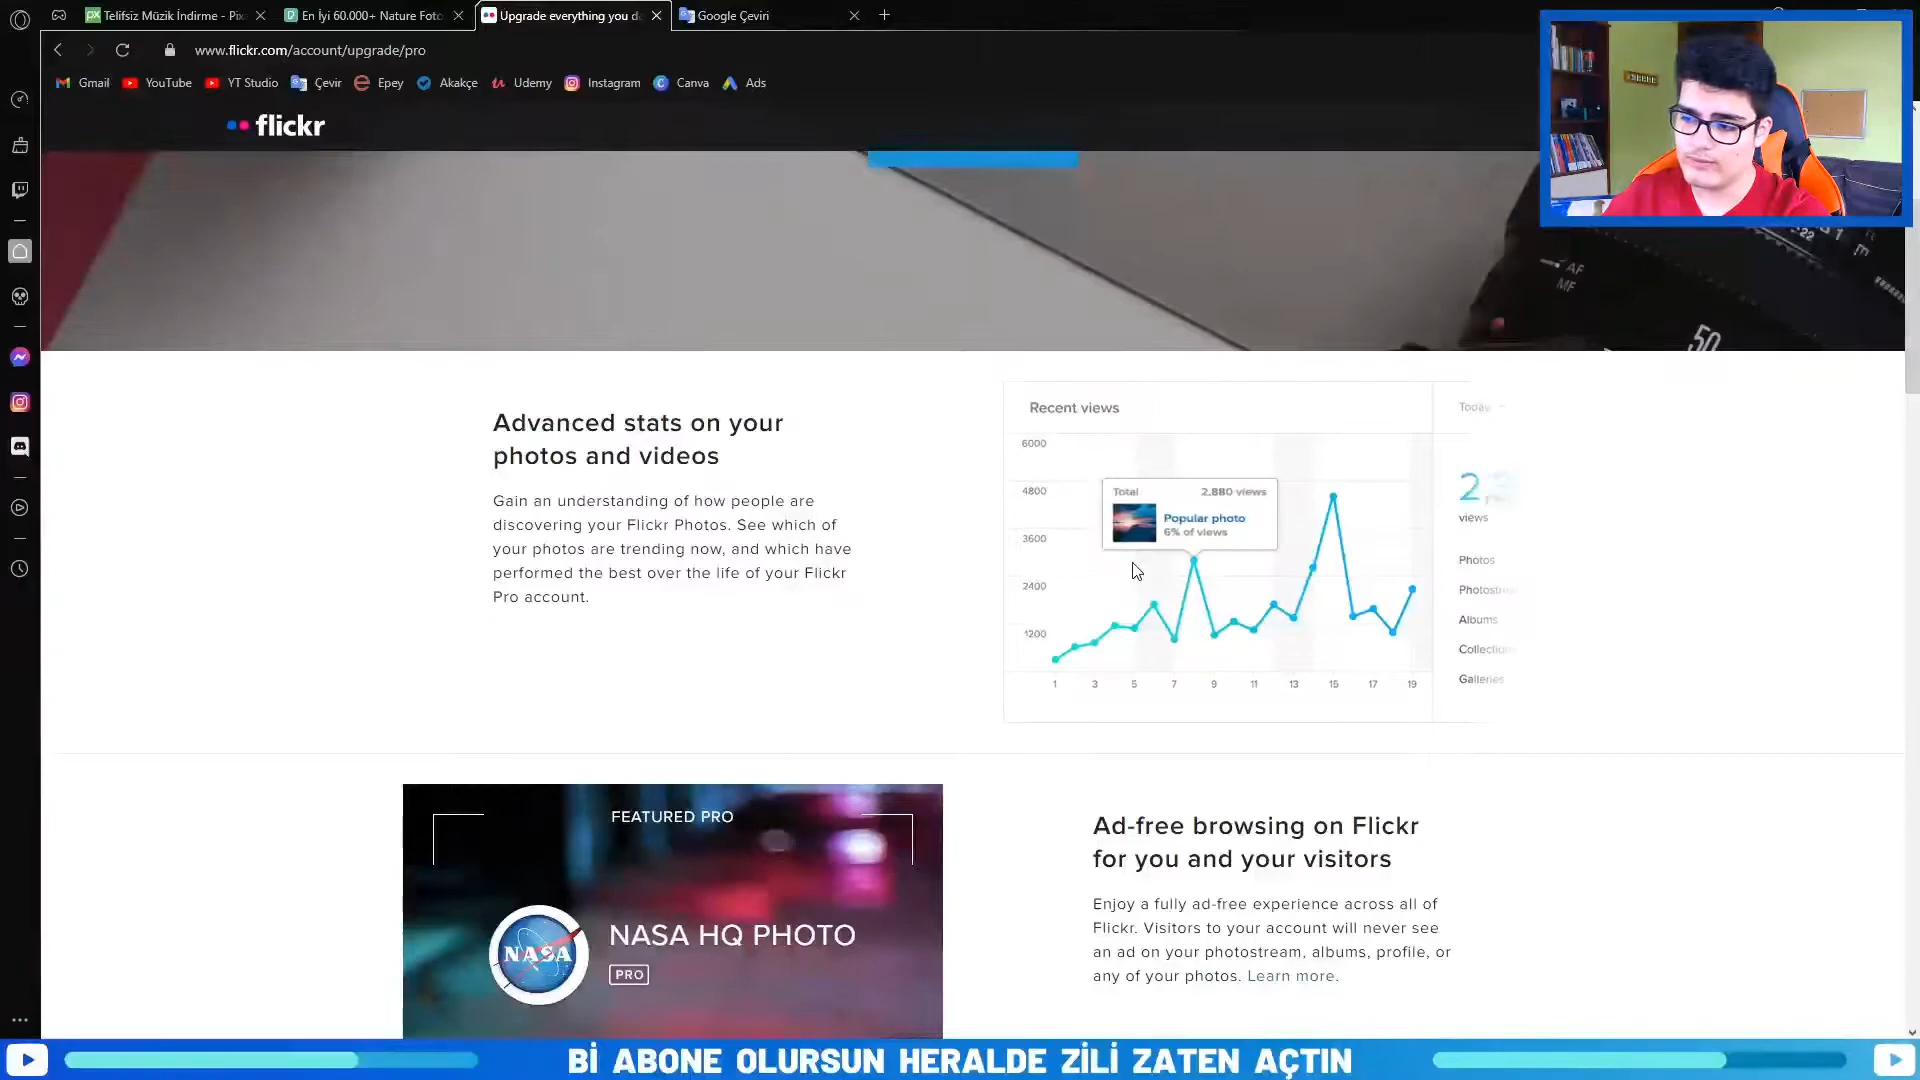 Telifsiz Müzik İndirme - Pix
En İyi 60.000+ Nature Foto
Upgrade everything you d
Google Çeviri
www.flickr.com/account/upgrade/pro
Gmail
YouTube
YT Studio
Çevir
Epey
Akakçe
Udemy
Instagram
Canva
Ads
flickr
AF
MF
22
50
Advanced stats on your
photos and videos
Gain an understanding of how people are
discovering your Flickr Photos. See which of
your photos are trending now, and which have
performed the best over the life of your Flickr
Pro account.
Recent views
Today
6000
4800
3600
2400
1200
Total 2.880 views
Popular photo
6% of views
1 3 5 7 9 11 13 15 17 19
2
views
Photos
Photostream
Albums
Collections
Galleries
FEATURED PRO
NASA
NASA HQ PHOTO
PRO
Ad-free browsing on Flickr
for you and your visitors
Enjoy a fully ad-free experience across all of
Flickr. Visitors to your account will never see
an ad on your photostream, albums, profile, or
any of your photos. Learn more.
Bİ ABONE OLURSUN HERALDE ZİLİ ZATEN AÇTIN